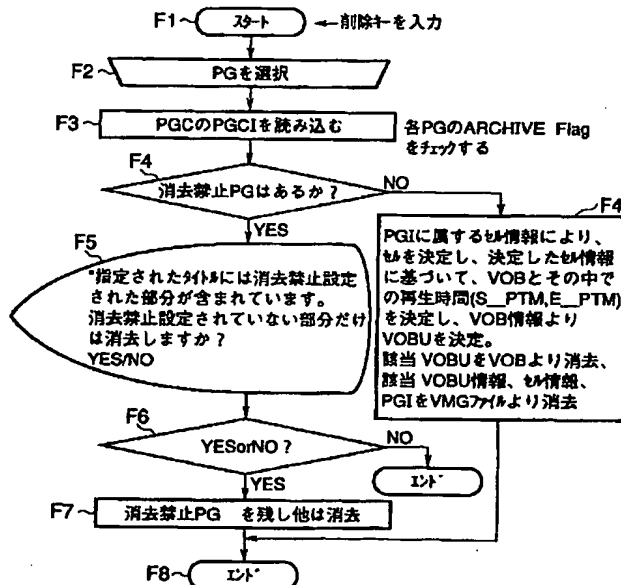 F1 スタート ←削除キーを入力
F2 PGを選択
F3 PGCのPGCIを読み込む
各PGのARCHIVE Flag
をチェックする
F4 消去禁止PGはあるか？
NO
YES
F4
PGIに属するセル情報により、
セルを決定し、決定したセル情報
に基づいて、VOBとその中で
の再生時間(S__PTM,E__PTM)
を決定し、VOB情報より
VOBUを決定。
該当 VOBUをVOBより消去、
該当 VOBU情報、セル情報、
PGIをVMGファイルより消去
F5
"指定されたタイトルには消去禁止設定
された部分が含まれています。
消去禁止設定されていない部分だけ
は消去しますか？
YES/NO
F6 YESorNO？
NO
エンド
YES
F7 消去禁止PG を残し他は消去
F8 エンド